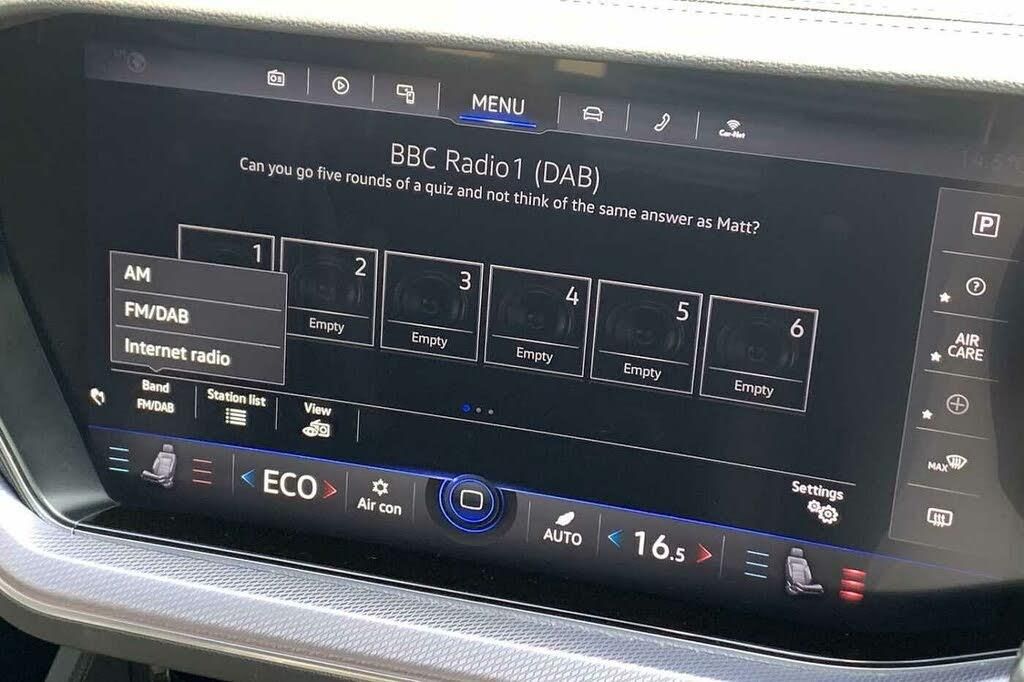 MENU
Car-Net
BBC Radio1 (DAB)
Can you go five rounds of a quiz and not think of the same answer as Matt?
1
2
3
4
5
6
Empty
Empty
Empty
Empty
Empty
AM
FM/DAB
Internet radio
Band
FM/DAB
Station list
View
Settings
P
?
AIR
CARE
MAX
ECO
Air con
AUTO
16.5